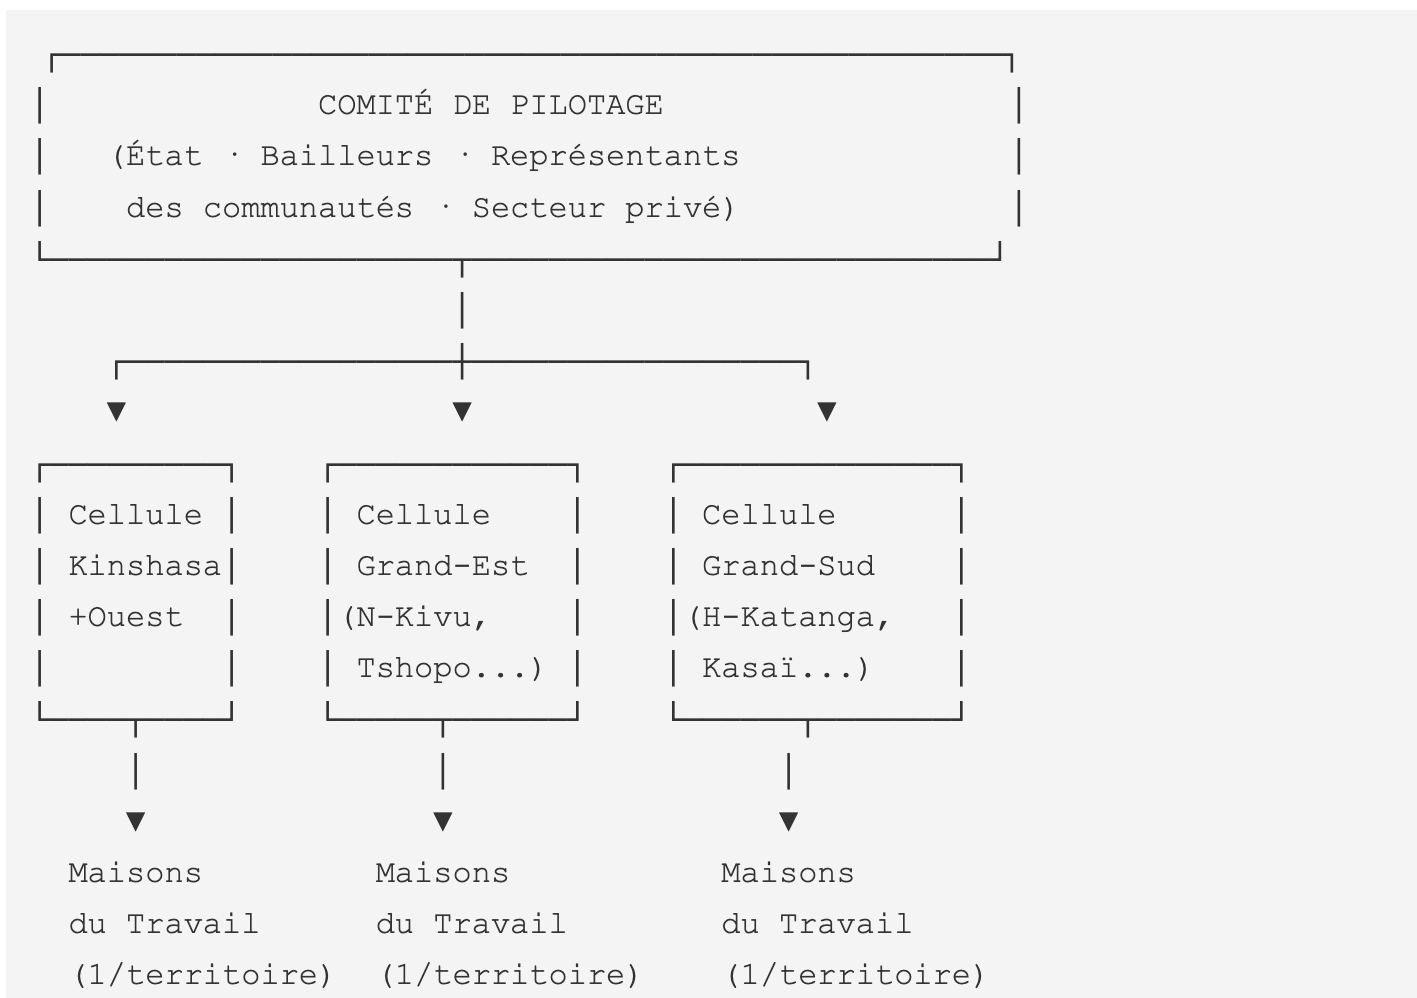 COMITÉ DE PILOTAGE
(État · Bailleurs · Représentants
des communautés · Secteur privé)
Cellule
Kinshasa
+Ouest
Cellule
Grand-Est
(N-Kivu,
Tshopo...)
Cellule
Grand-Sud
(H-Katanga,
Kasaï...)
Maisons
du Travail
(1/territoire)
Maisons
du Travail
(1/territoire)
Maisons
du Travail
(1/territoire)